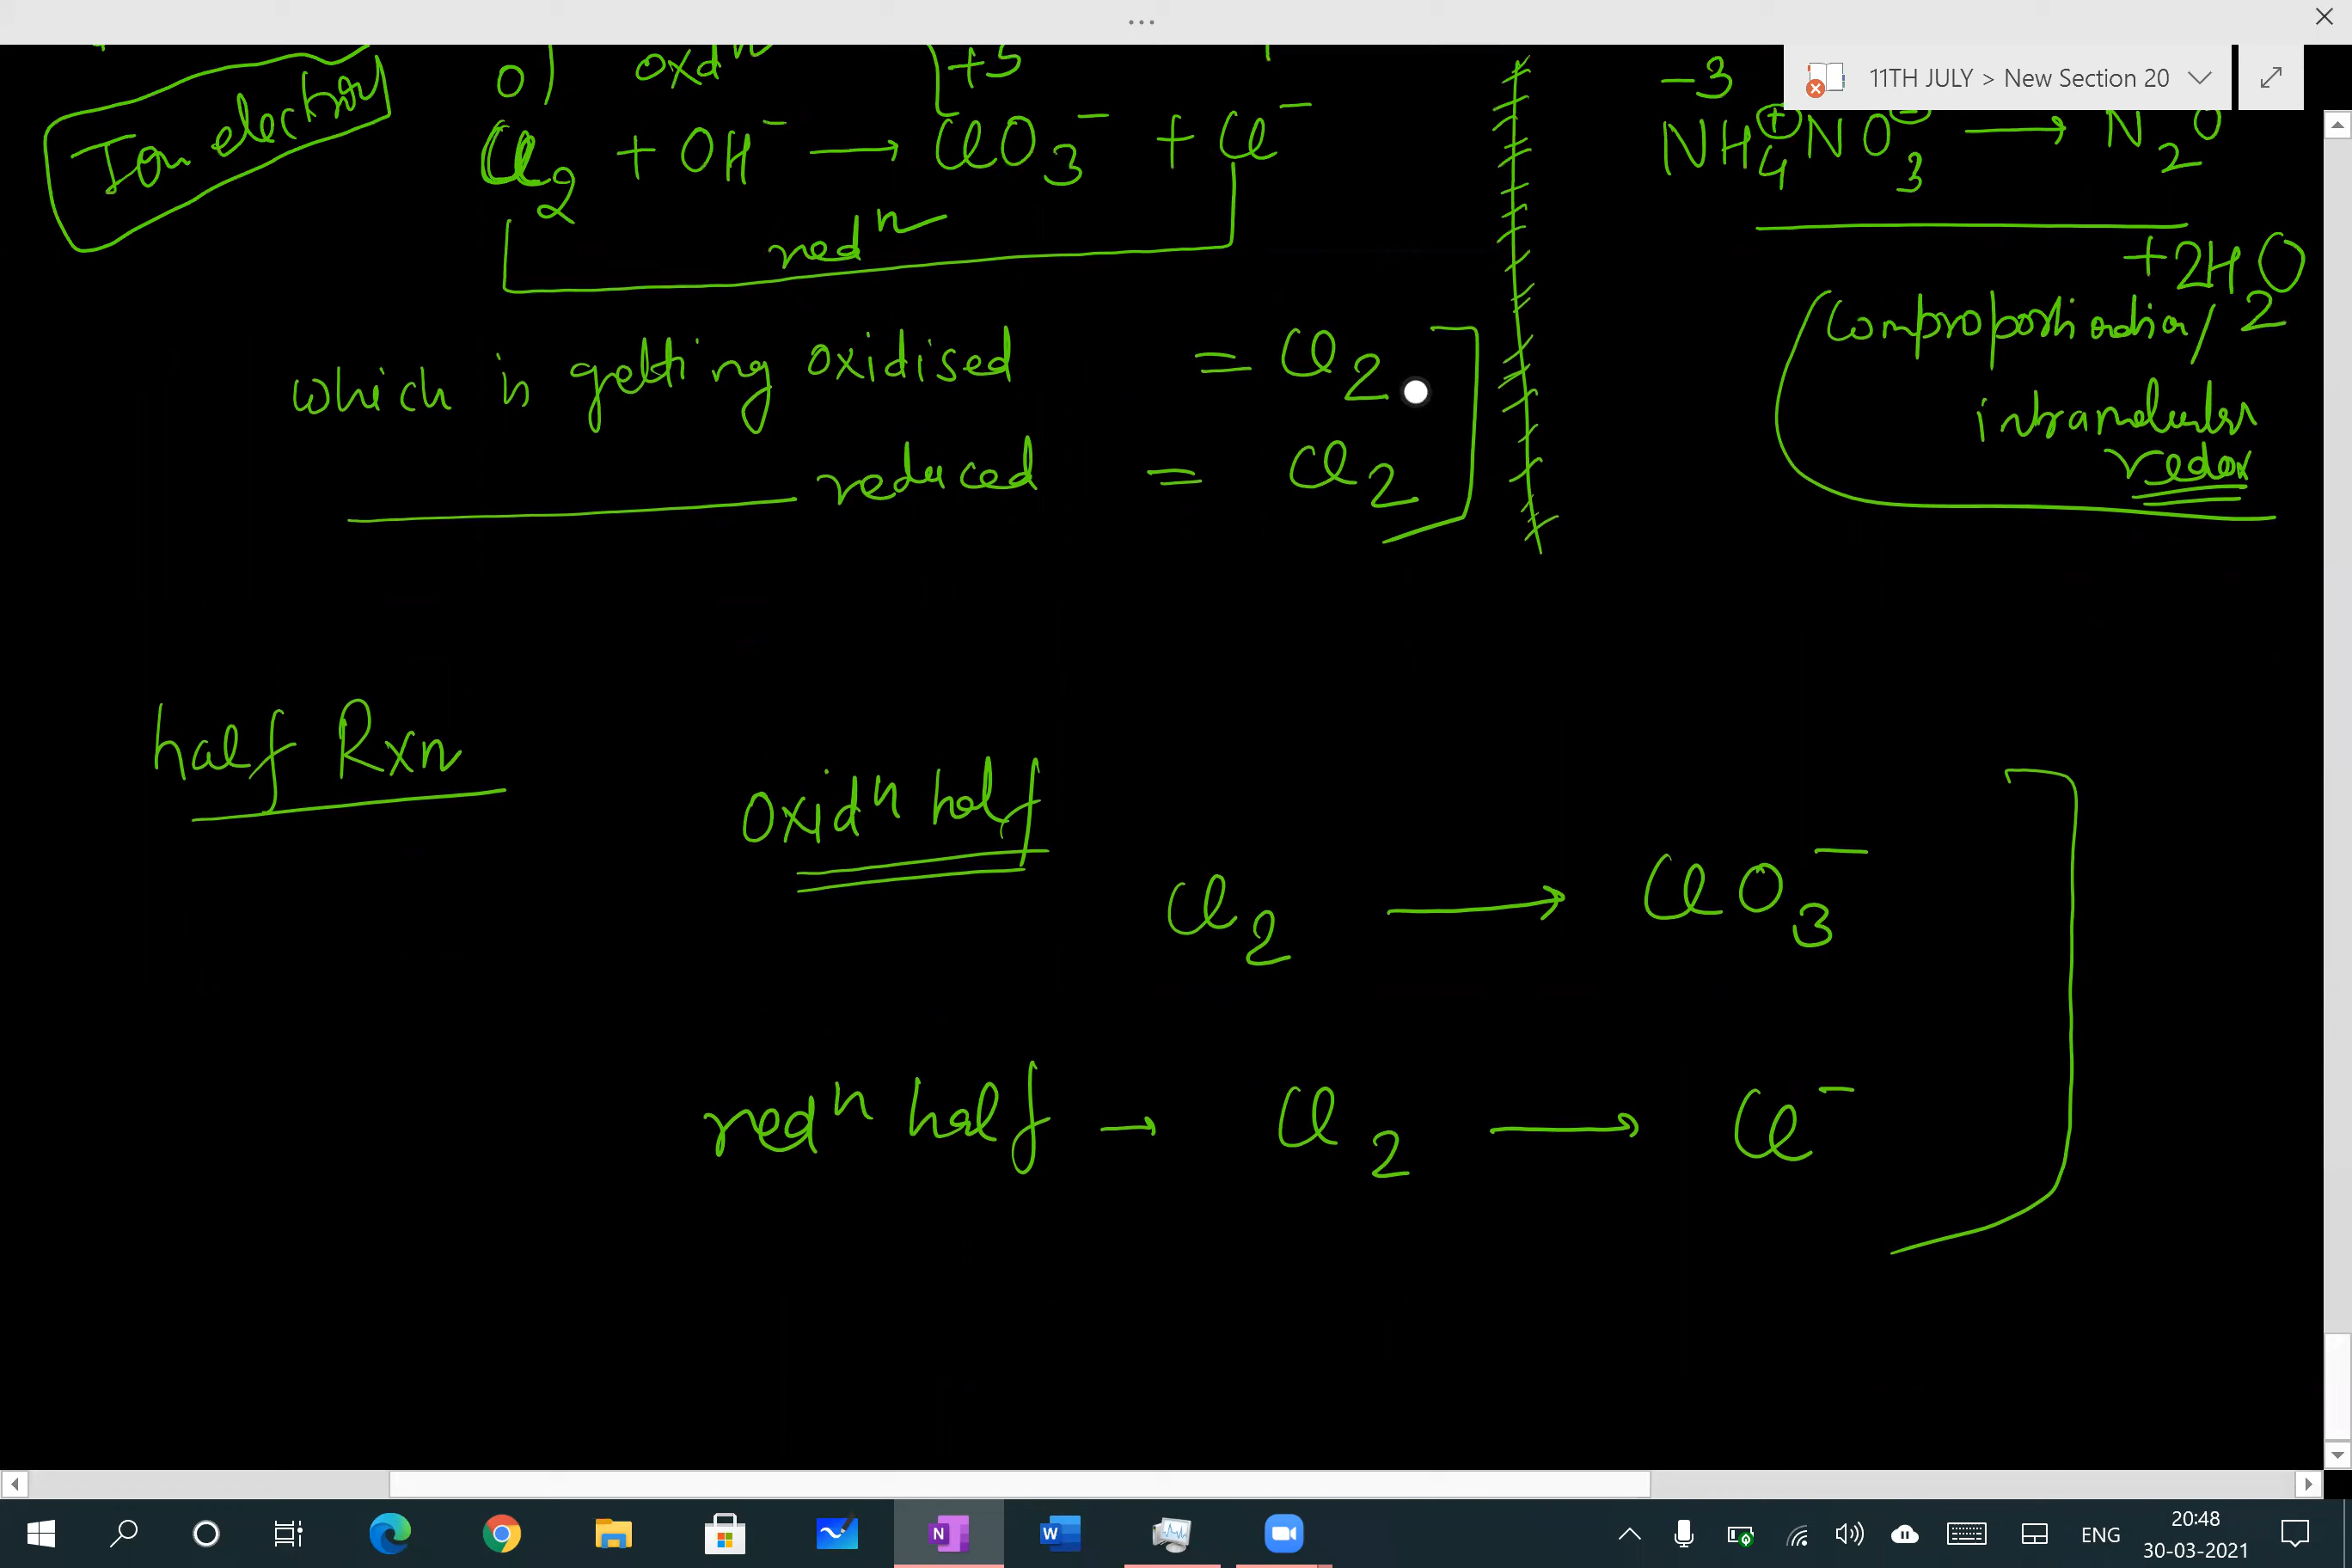 ...
11TH JULY > New Section 20
Ion electron
0 oxdⁿ +5
Cl₂ + OH⁻ ⟶ ClO₃⁻ + Cl⁻
redⁿ
which is getting oxidised = Cl₂
reduced = Cl₂
-3
NH₄⊕NO₃⊖ ⟶ N₂O
+2H₂O
Comproportionation/
intramolecular
redox
half Rxn
oxidⁿ half
Cl₂ ⟶ ClO₃⁻
redⁿ half → Cl₂ ⟶ Cl⁻
ENG
20:48
30-03-2021